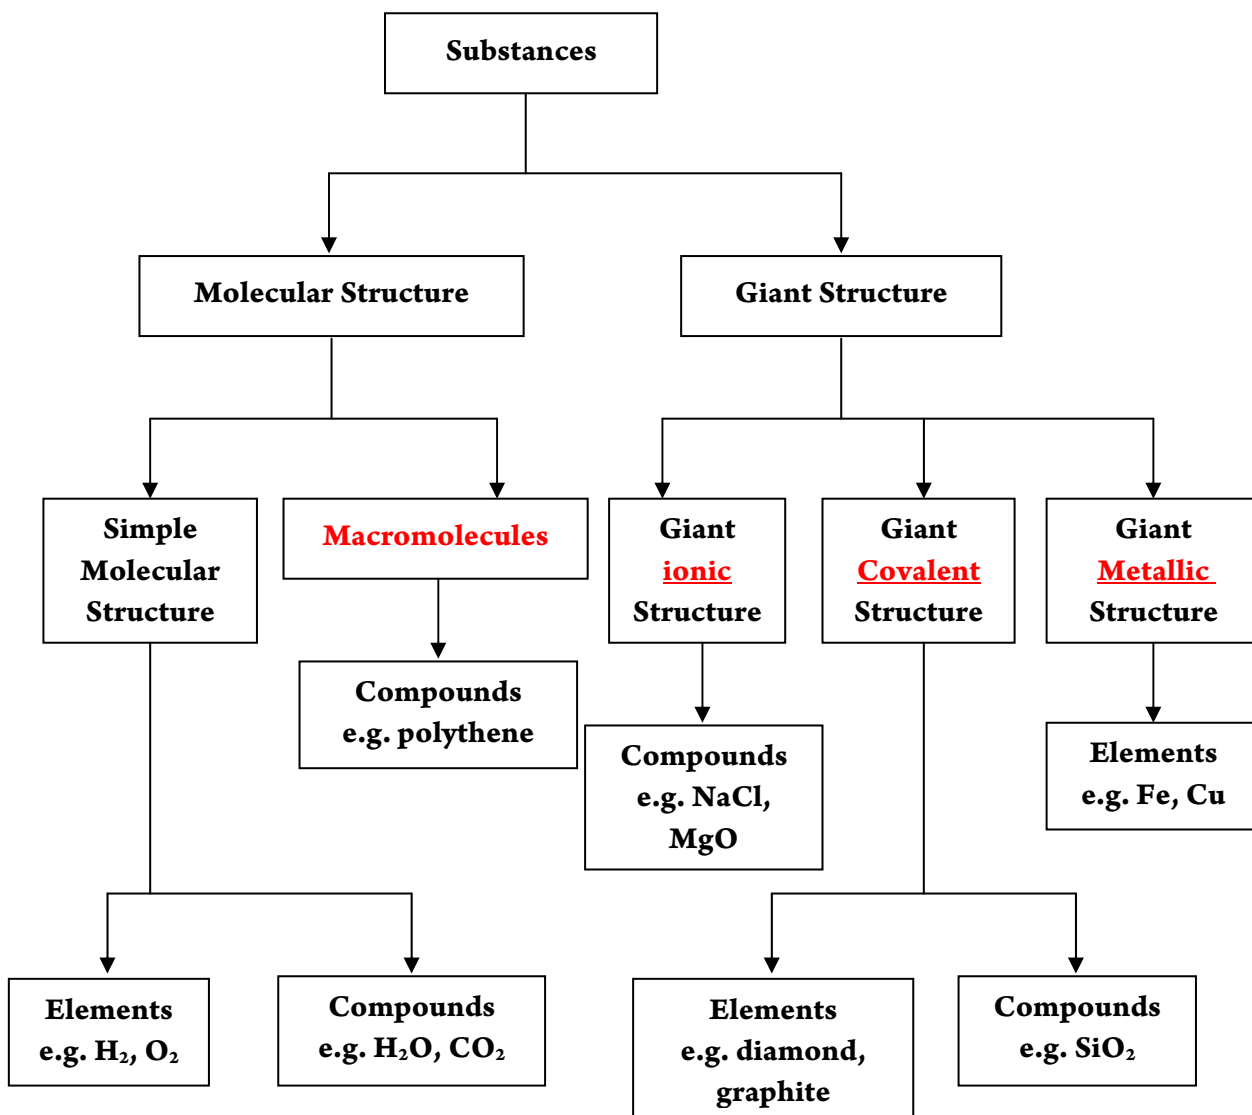 Substances
Molecular Structure
Giant Structure
Simple
Molecular
Structure
Macromolecules
Giant
ionic
Structure
Giant
Covalent
Structure
Giant
Metallic
Structure
Compounds
e.g. polythene
Compounds
e.g. NaCl,
MgO
Elements
e.g. Fe, Cu
Elements
e.g. H₂, O₂
Compounds
e.g. H₂O, CO₂
Elements
e.g. diamond,
graphite
Compounds
e.g. SiO₂